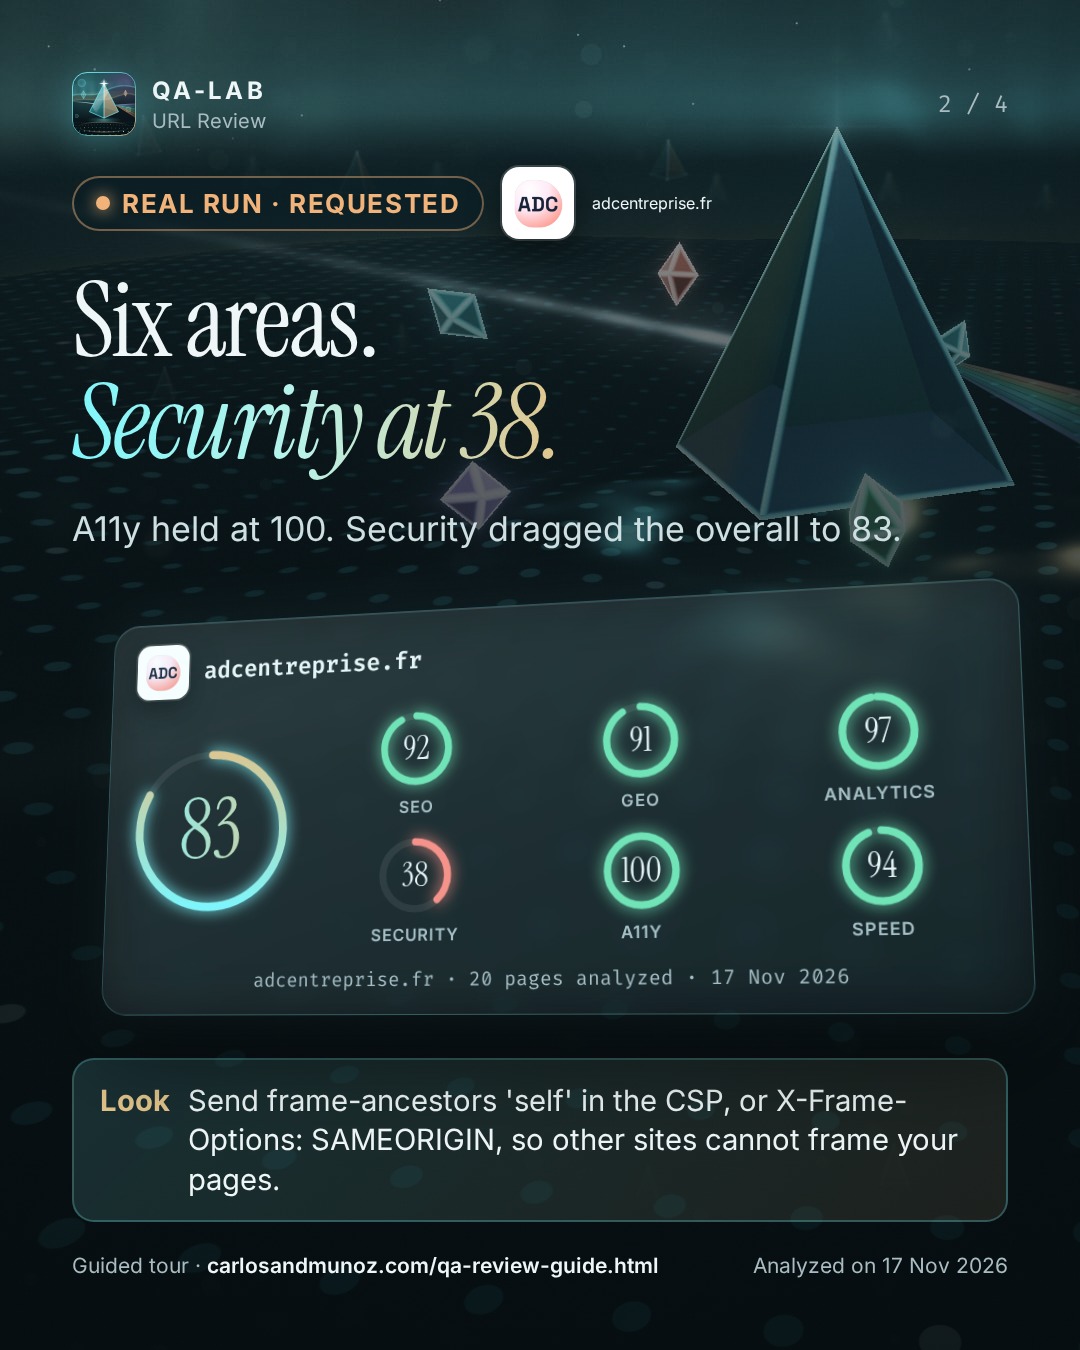 QA-LAB
URL Review
2 / 4
REAL RUN · REQUESTED
ADC
adcentreprise.fr
Six areas.
Security at 38.
A11y held at 100. Security dragged the overall to 83.
ADC
adcentreprise.fr
83
92
SEO
91
GEO
97
ANALYTICS
38
SECURITY
100
A11Y
94
SPEED
adcentreprise.fr · 20 pages analyzed · 17 Nov 2026
Look
Send frame-ancestors 'self' in the CSP, or X-Frame-
Options: SAMEORIGIN, so other sites cannot frame your
pages.
Guided tour · carlosandmunoz.com/qa-review-guide.html
Analyzed on 17 Nov 2026